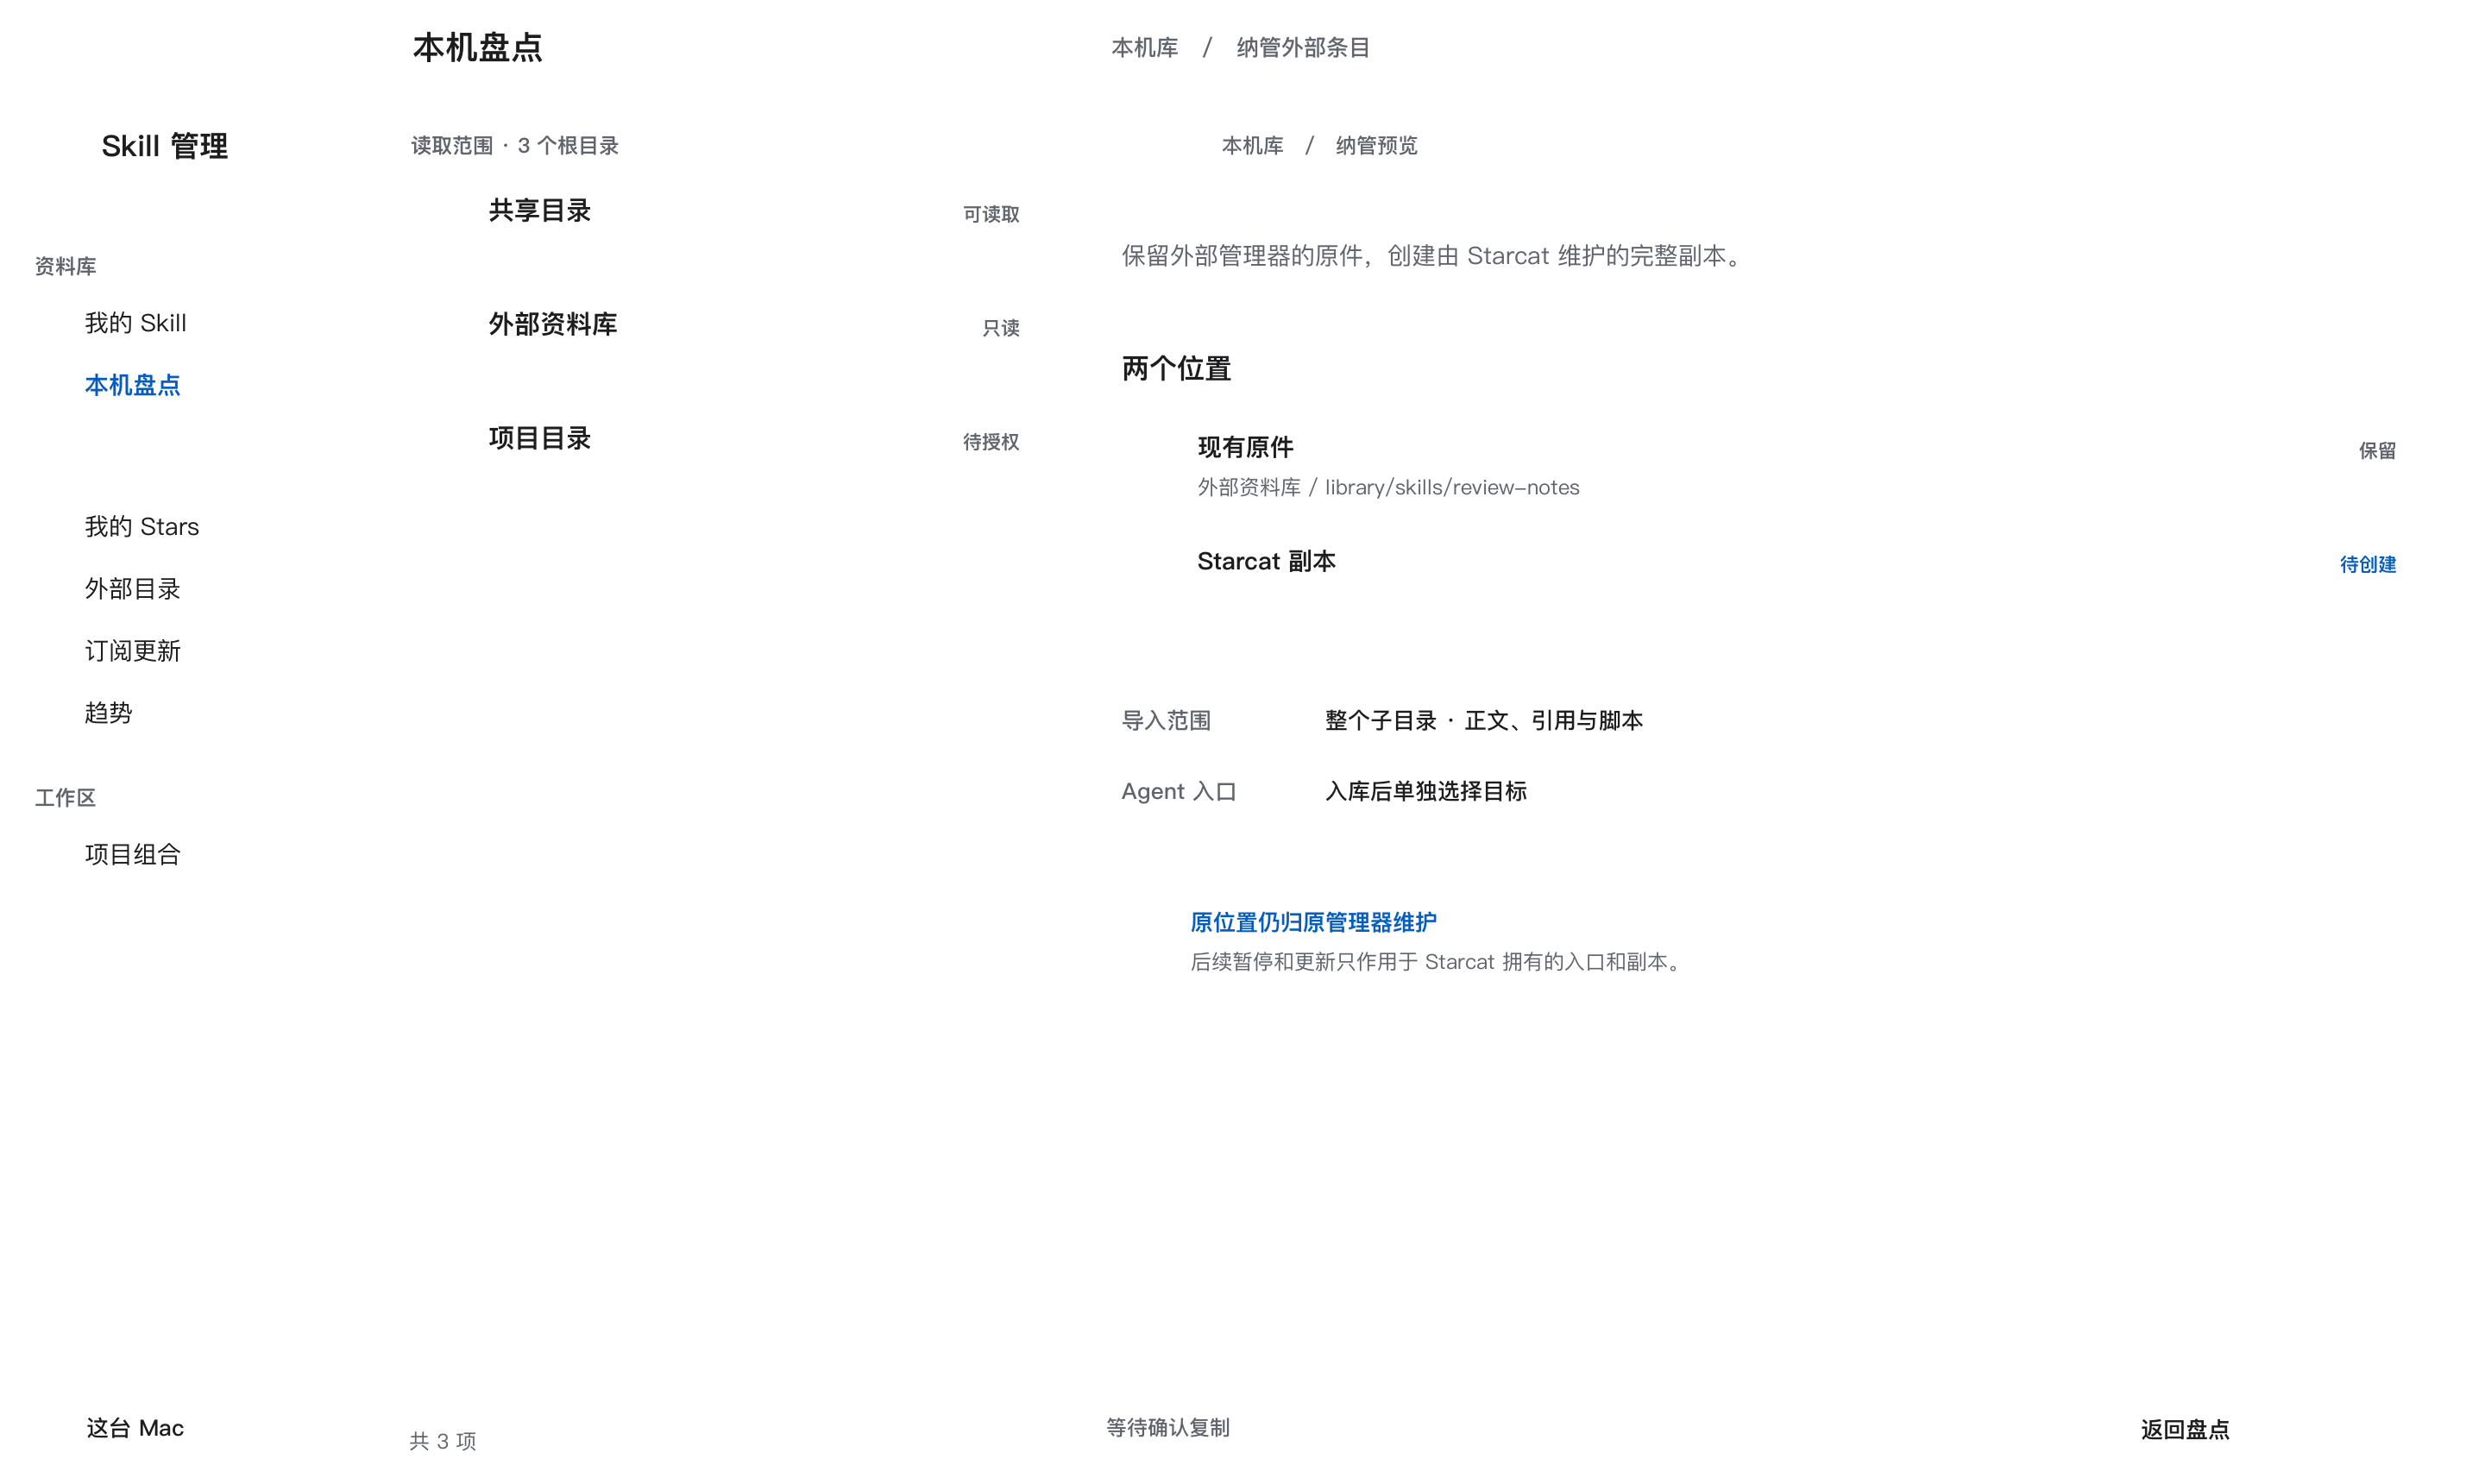 本机盘点
本机库 / 纳管外部条目
Skill 管理
资料库
我的 Skill
本机盘点
我的 Stars
外部目录
订阅更新
趋势
工作区
项目组合
这台 Mac
读取范围 · 3 个根目录
共享目录
可读取
外部资料库
只读
项目目录
待授权
共 3 项
本机库 / 纳管预览
保留外部管理器的原件，创建由 Starcat 维护的完整副本。
两个位置
现有原件
保留
外部资料库 / library/skills/review-notes
Starcat 副本
待创建
导入范围 整个子目录 · 正文、引用与脚本
Agent 入口 入库后单独选择目标
原位置仍归原管理器维护
后续暂停和更新只作用于 Starcat 拥有的入口和副本。
等待确认复制
返回盘点